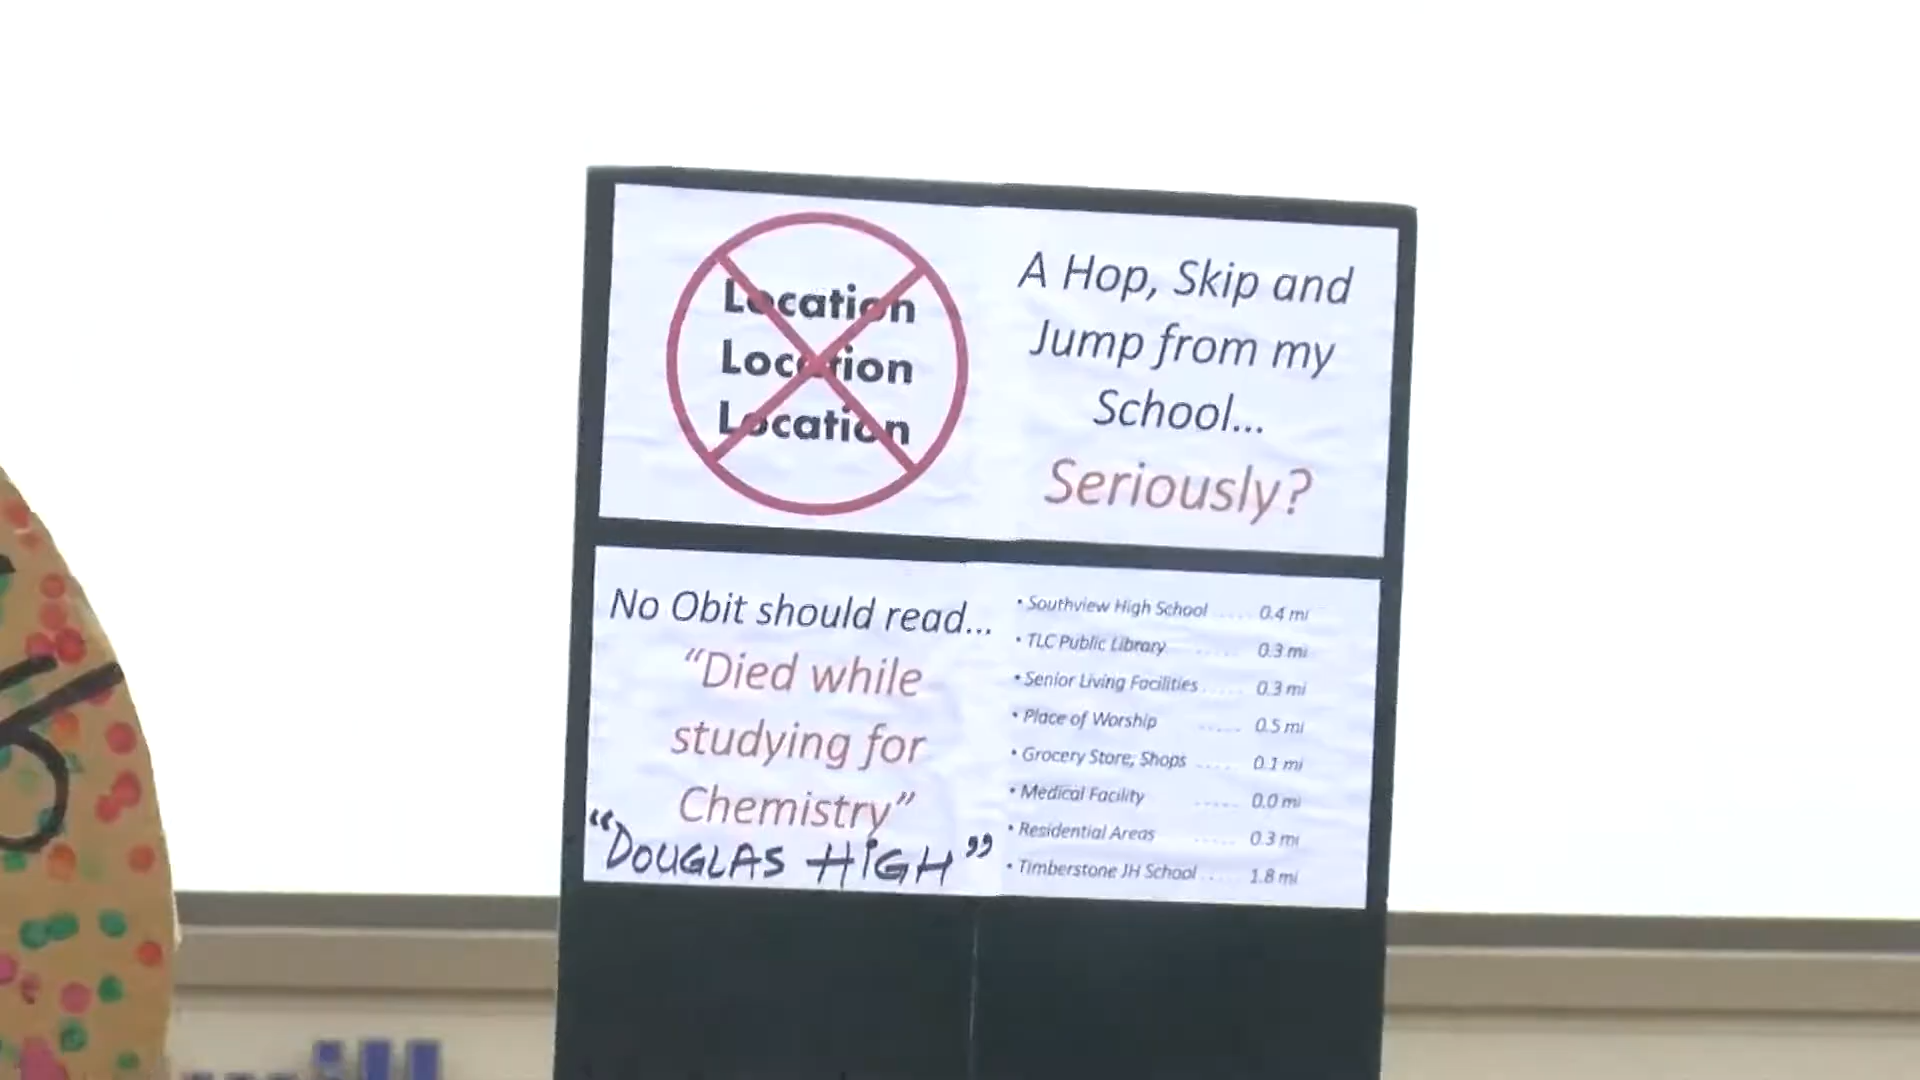 Location
Location
Location
A Hop, Skip and
Jump from my
School...
Seriously?
No Obit should read...
"Died while
studying for
Chemistry"
"DOUGLAS HIGH"
• Southview High School ..... 0.4 mi
• TLC Public Library ..... 0.3 mi
• Senior Living Facilities ..... 0.3 mi
• Place of Worship ..... 0.5 mi
• Grocery Store, Shops ..... 0.1 mi
• Medical Facility ..... 0.0 mi
• Residential Areas ..... 0.3 mi
• Timberstone JH School ..... 1.8 mi